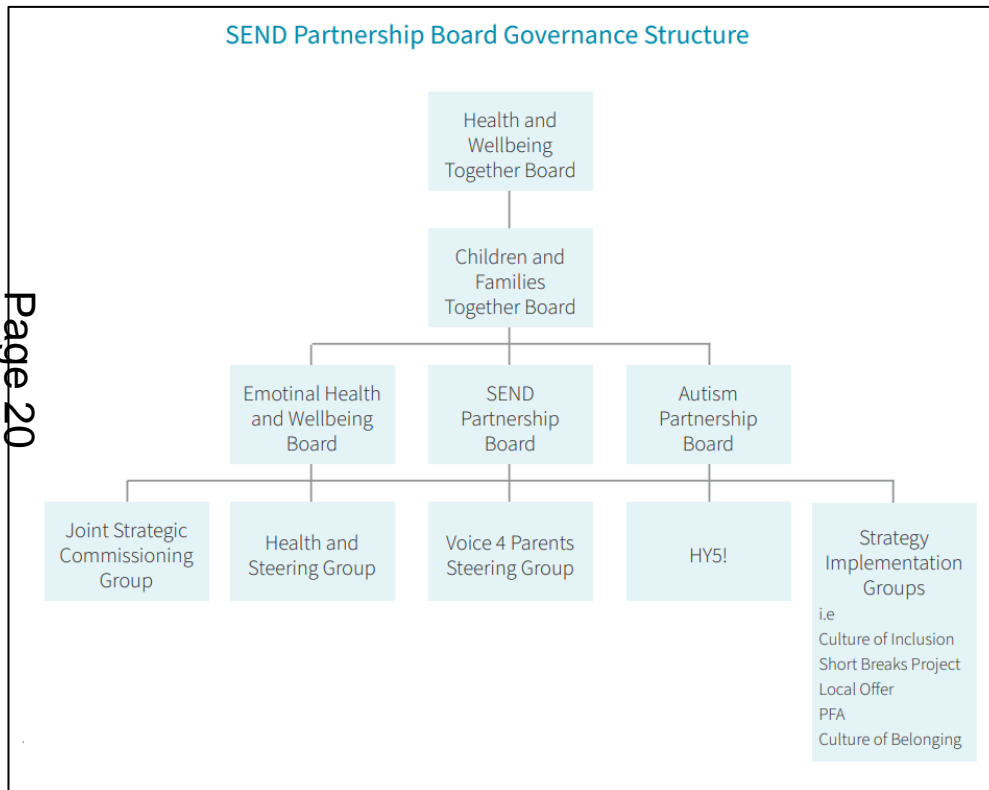 SEND Partnership Board Governance Structure
Health and
Wellbeing
Together Board
Children and
Families
Together Board
Emotinal Health
and Wellbeing
Board
SEND
Partnership
Board
Autism
Partnership
Board
Joint Strategic
Commissioning
Group
Health and
Steering Group
Voice 4 Parents
Steering Group
HY5!
Strategy
Implementation
Groups
i.e
Culture of Inclusion
Short Breaks Project
Local Offer
PFA
Culture of Belonging
Page 20